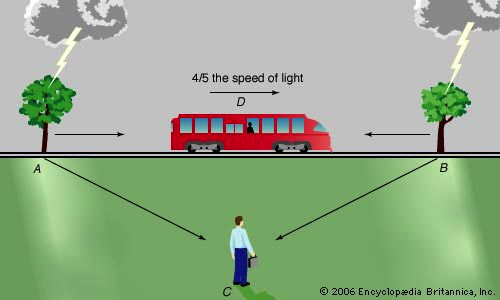 4/5 the speed of light
D
A
B
C
© 2006 Encyclopædia Britannica, Inc.